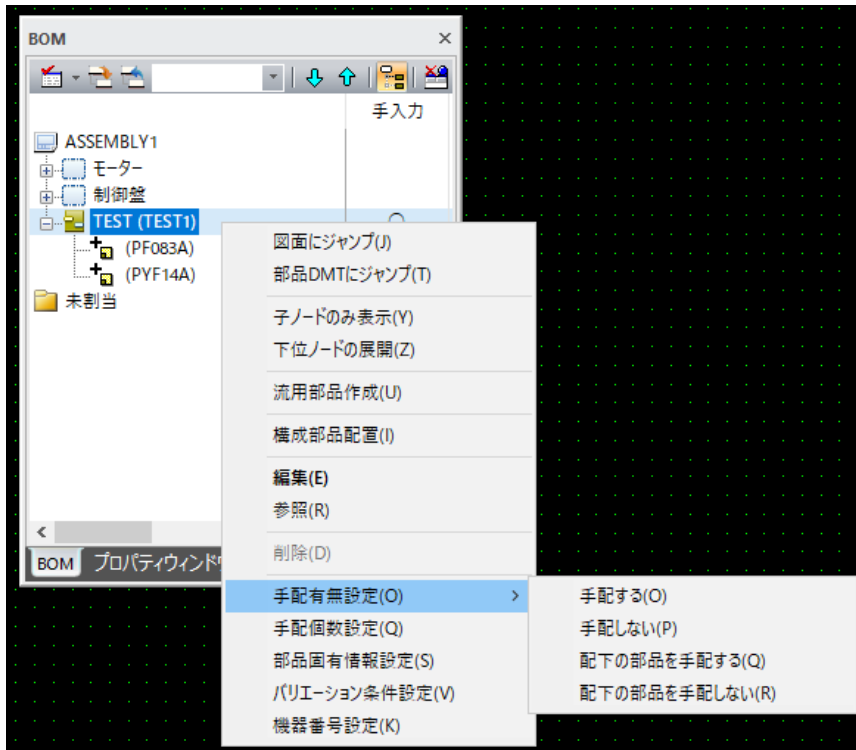 BOM
手入力
ASSEMBLY1
モーター
制御盤
TEST (TEST1)
(PF083A)
(PYF14A)
未割当
図面にジャンプ(J)
部品DMTにジャンプ(T)
子ノードのみ表示(Y)
下位ノードの展開(Z)
流用部品作成(U)
構成部品配置(I)
編集(E)
参照(R)
削除(D)
手配有無設定(O)
手配個数設定(Q)
部品固有情報設定(S)
バリエーション条件設定(V)
機器番号設定(K)
手配する(O)
手配しない(P)
配下の部品を手配する(Q)
配下の部品を手配しない(R)
BOM
プロパティウィンドウ